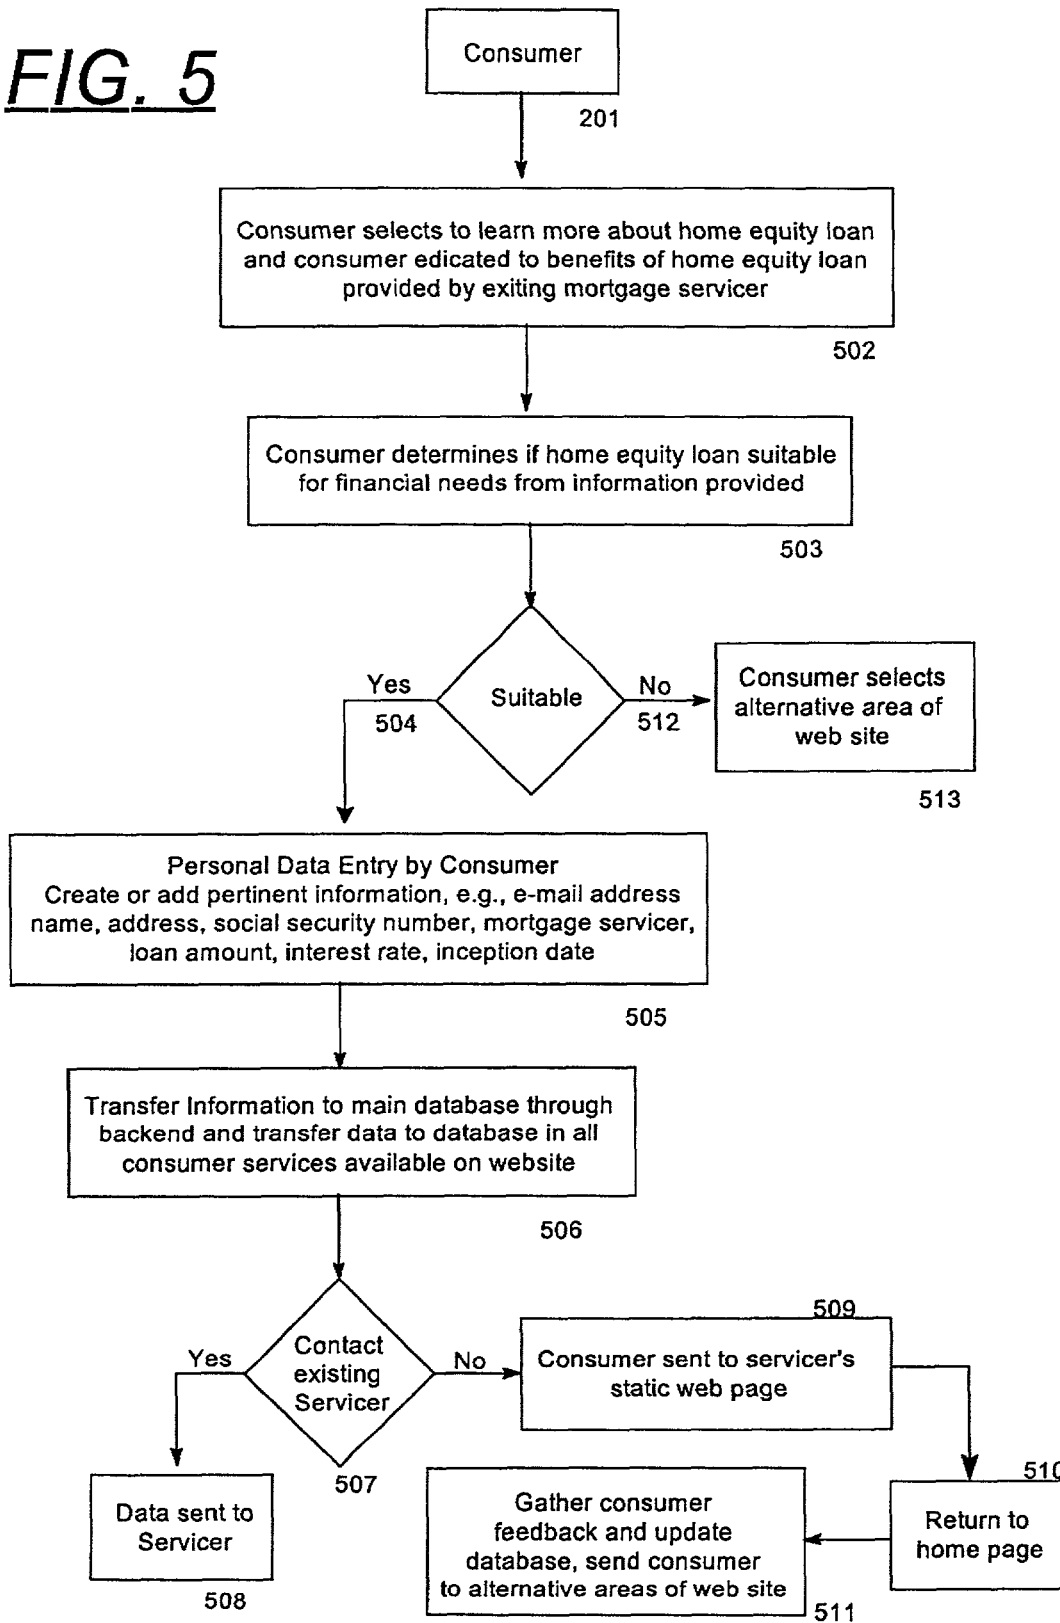 FIG. 5
Consumer
201
Consumer selects to learn more about home equity loan
and consumer edicated to benefits of home equity loan
provided by exiting mortgage servicer
502
Consumer determines if home equity loan suitable
for financial needs from information provided
503
Suitable
Yes
504
No
512
Consumer selects
alternative area of
web site
513
Personal Data Entry by Consumer
Create or add pertinent information, e.g., e-mail address
name, address, social security number, mortgage servicer,
loan amount, interest rate, inception date
505
Transfer Information to main database through
backend and transfer data to database in all
consumer services available on website
506
Contact
existing
Servicer
507
Yes
No
Data sent to
Servicer
508
509
Consumer sent to servicer's
static web page
510
Return to
home page
Gather consumer
feedback and update
database, send consumer
to alternative areas of web site
511